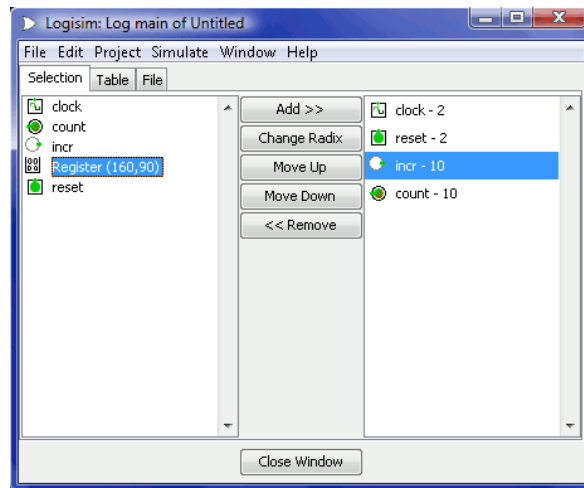 Logisim: Log main of Untitled
File Edit Project Simulate Window Help
Selection Table File
clock
count
incr
Register (160,90)
reset
Add >>
Change Radix
Move Up
Move Down
<< Remove
clock - 2
reset - 2
incr - 10
count - 10
Close Window